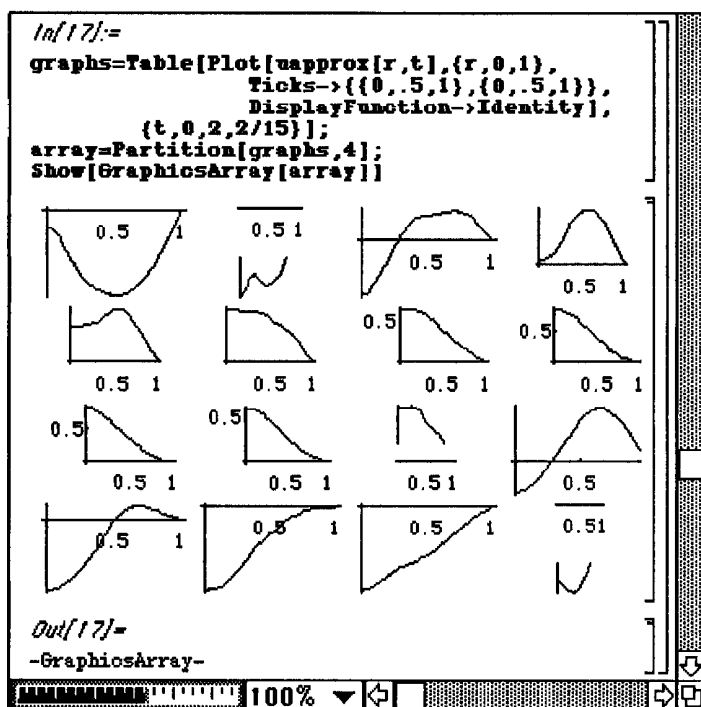 In[17]:=
graphs=Table[Plot[uapprox[r,t],{r,0,1},
Ticks->{{0,.5,1},{0,.5,1}},
DisplayFunction->Identity],
{t,0,2,2/15}];
array=Partition[graphs,4];
Show[GraphicsArray[array]]
0.5 1 0.5 1 0.5 1 0.5 1
0.5 0.5
0.5 1 0.5 1 0.5 1 0.5 1
0.5 0.5
0.5 1 0.5 1 0.5 1 0.5
0.5 1 0.5 1 0.5 1 0.51
Out[17]=
-GraphicsArray-
100%